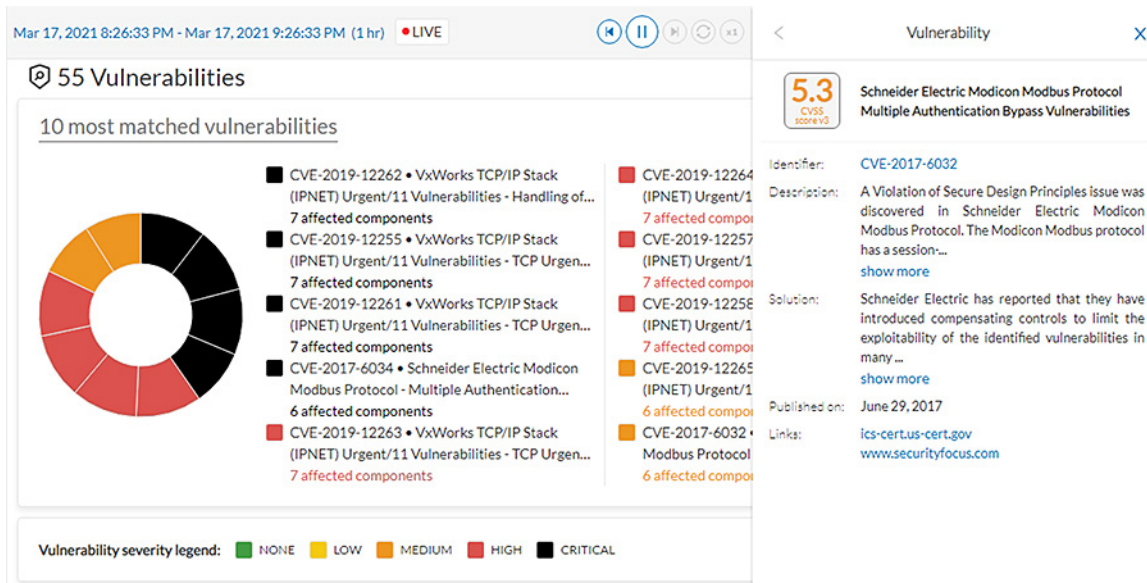 Mar 17, 2021 8:26:33 PM - Mar 17, 2021 9:26:33 PM (1 hr)
LIVE
x1
55 Vulnerabilities
10 most matched vulnerabilities
CVE-2019-12262 • VxWorks TCP/IP Stack
(IPNET) Urgent/11 Vulnerabilities - Handling of...
7 affected components
CVE-2019-12255 • VxWorks TCP/IP Stack
(IPNET) Urgent/11 Vulnerabilities - TCP Urgen...
7 affected components
CVE-2019-12261 • VxWorks TCP/IP Stack
(IPNET) Urgent/11 Vulnerabilities - TCP Urgen...
7 affected components
CVE-2017-6034 • Schneider Electric Modicon
Modbus Protocol - Multiple Authentication...
6 affected components
CVE-2019-12263 • VxWorks TCP/IP Stack
(IPNET) Urgent/11 Vulnerabilities - TCP Urgen...
7 affected components
CVE-2019-12264
(IPNET) Urgent/1
7 affected compo
CVE-2019-12257
(IPNET) Urgent/1
7 affected compo
CVE-2019-12258
(IPNET) Urgent/1
7 affected compo
CVE-2019-12265
(IPNET) Urgent/1
6 affected compo
CVE-2017-6032 •
Modbus Protocol
6 affected compo
Vulnerability severity legend:
NONE
LOW
MEDIUM
HIGH
CRITICAL
Vulnerability
X
5.3
CVSS
score v3
Schneider Electric Modicon Modbus Protocol
Multiple Authentication Bypass Vulnerabilities
Identifier:
CVE-2017-6032
Description:
A Violation of Secure Design Principles issue was
discovered in Schneider Electric Modicon
Modbus Protocol. The Modicon Modbus protocol
has a session-...
show more
Solution:
Schneider Electric has reported that they have
introduced compensating controls to limit the
exploitability of the identified vulnerabilities in
many ...
show more
Published on:
June 29, 2017
Links:
ics-cert.us-cert.gov
www.securityfocus.com